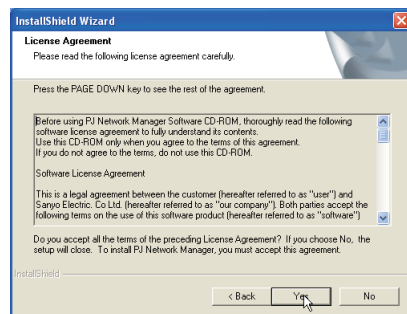 InstallShield Wizard
License Agreement
Please read the following license agreement carefully.
Press the PAGE DOWN key to see the rest of the agreement.
Before using PJ Network Manager Software CD-ROM, thoroughly read the following
software license agreement to fully understand its contents.
Use this CD-ROM only when you agree to the terms of this agreement.
If you do not agree to the terms, do not use this CD-ROM.
Software License Agreement
This is a legal agreement between the customer (hereafter referred to as "user") and
Sanyo Electric. Co Ltd. (hereafter referred to as "our company"). Both parties accept the
following terms on the use of this software product (hereafter referred to as "software")
Do you accept all the terms of the preceding License Agreement? If you choose No, the
setup will close. To install PJ Network Manager, you must accept this agreement.
InstallShield
< Back Yes No